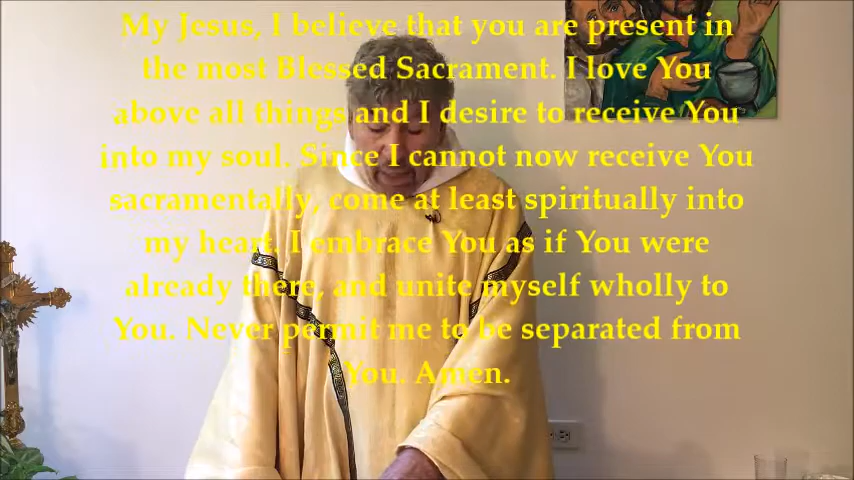 My Jesus, I believe that you are present in
the most Blessed Sacrament. I love You
above all things and I desire to receive You
into my soul. Since I cannot now receive You
sacramentally, come at least spiritually into
my heart. I embrace You as if You were
already there, and unite myself wholly to
You. Never permit me to be separated from
You. Amen.